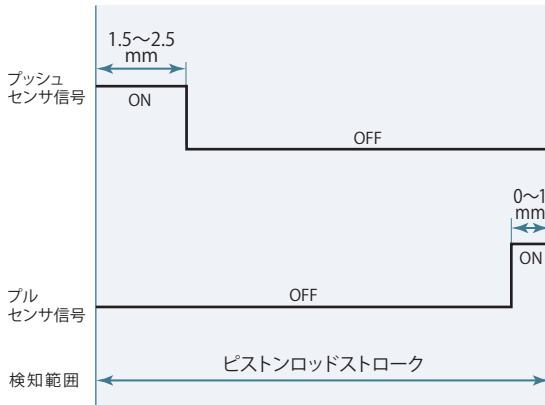 1.5〜2.5
mm
プッシュ
センサ信号
ON
OFF
0〜1
mm
ON
プル
センサ信号
OFF
検知範囲
ピストンロッドストローク